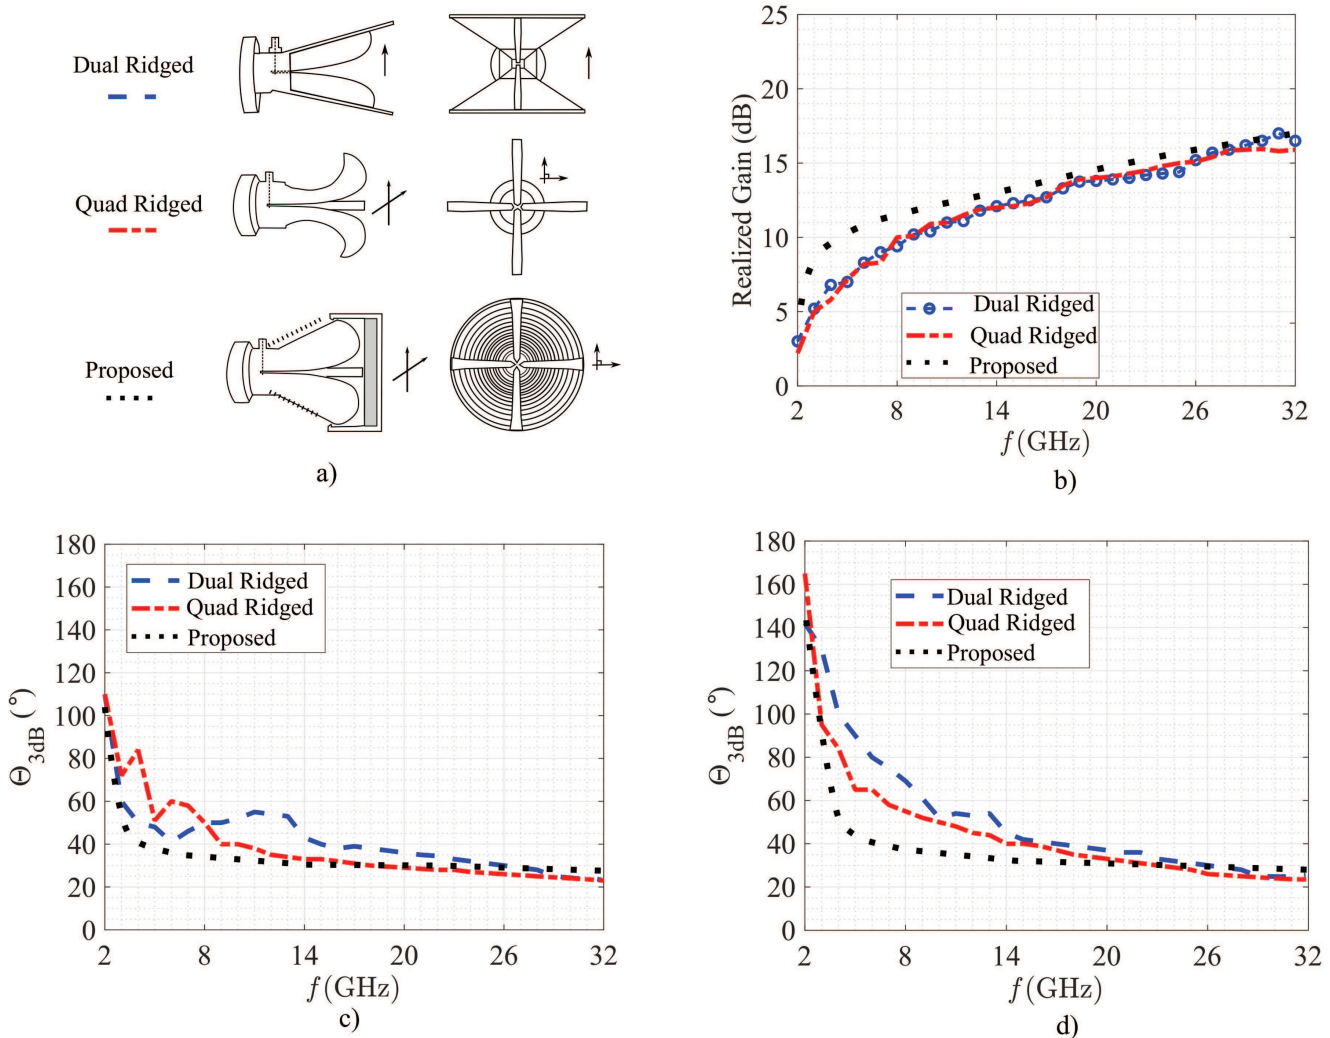 Dual Ridged
Quad Ridged
Proposed
a)
25
20
15
10
5
0
Realized Gain (dB)
Dual Ridged
Quad Ridged
Proposed
2 8 14 20 26 32
f(GHz)
b)
180
160
140
120
100
80
60
40
20
0
Θ3dB (°)
Dual Ridged
Quad Ridged
Proposed
2 8 14 20 26 32
f(GHz)
c)
180
160
140
120
100
80
60
40
20
0
Θ3dB (°)
Dual Ridged
Quad Ridged
Proposed
2 8 14 20 26 32
f(GHz)
d)